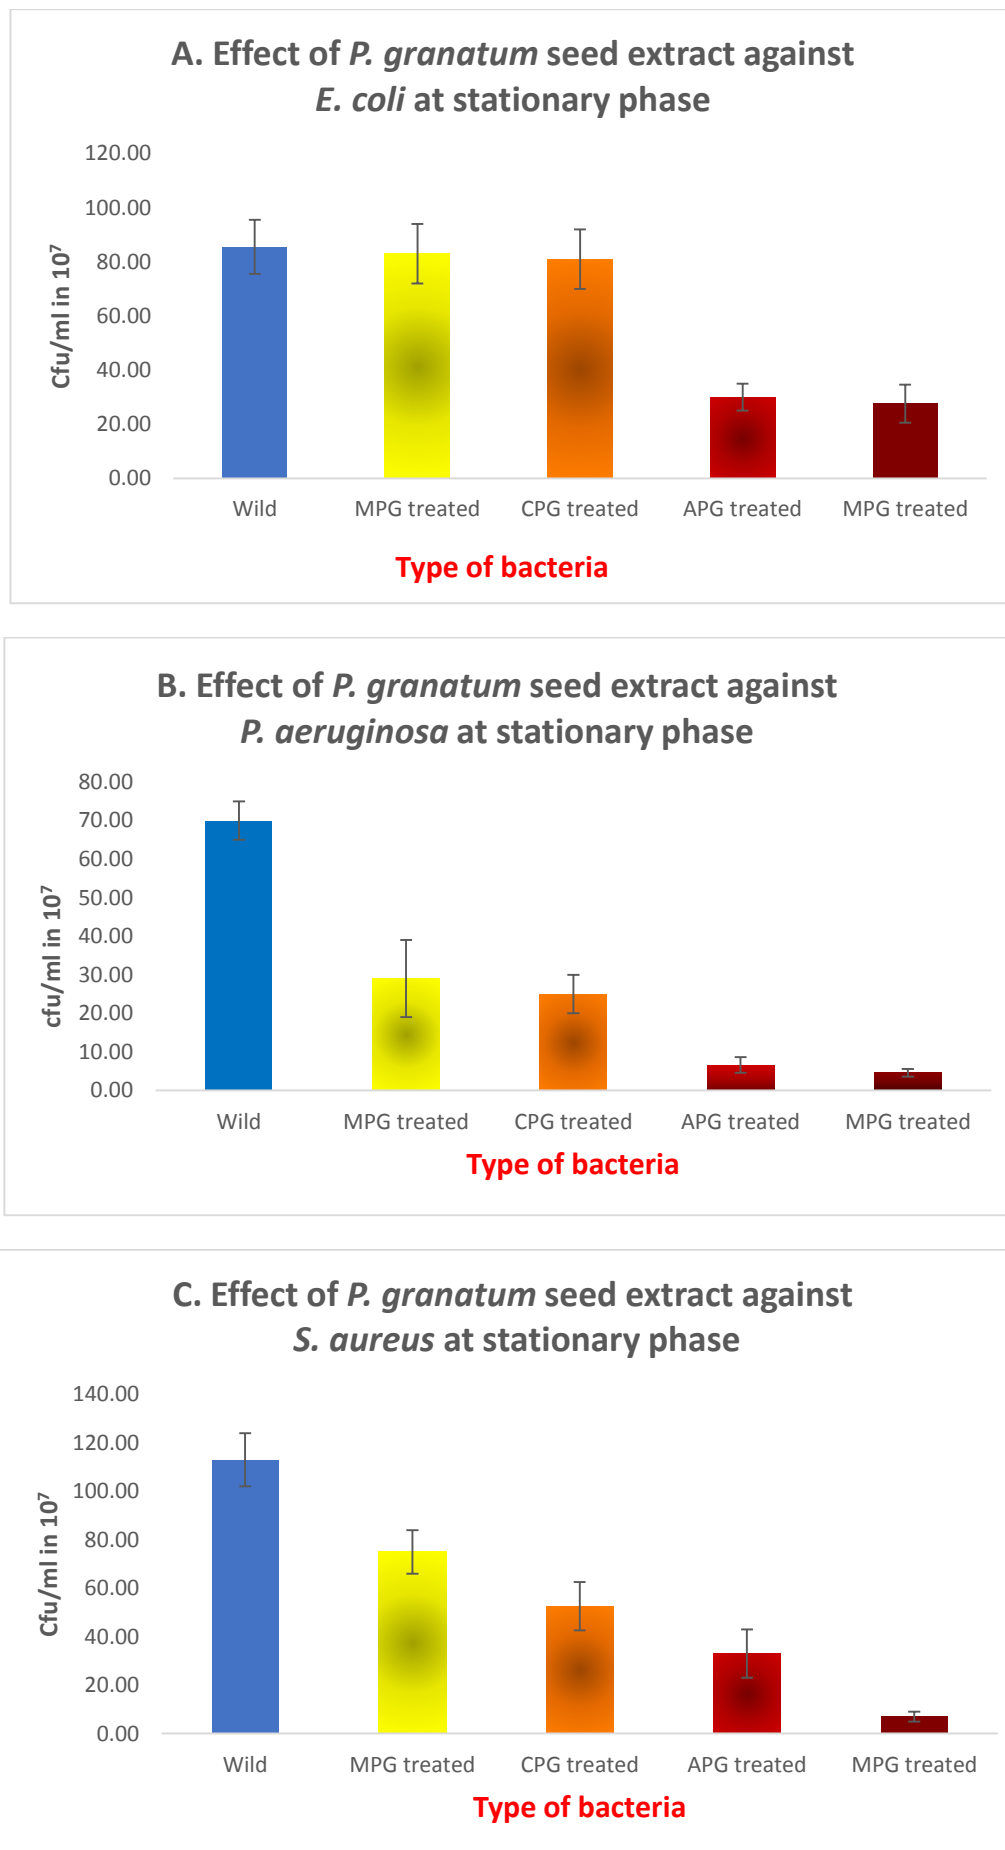 A. Effect of P. granatum seed extract against
E. coli at stationary phase
120.00
100.00
80.00
60.00
40.00
20.00
0.00
Cfu/ml in 10⁷
Wild MPG treated CPG treated APG treated MPG treated
Type of bacteria
B. Effect of P. granatum seed extract against
P. aeruginosa at stationary phase
80.00
70.00
60.00
50.00
40.00
30.00
20.00
10.00
0.00
cfu/ml in 10⁷
Wild MPG treated CPG treated APG treated MPG treated
Type of bacteria
C. Effect of P. granatum seed extract against
S. aureus at stationary phase
140.00
120.00
100.00
80.00
60.00
40.00
20.00
0.00
Cfu/ml in 10⁷
Wild MPG treated CPG treated APG treated MPG treated
Type of bacteria